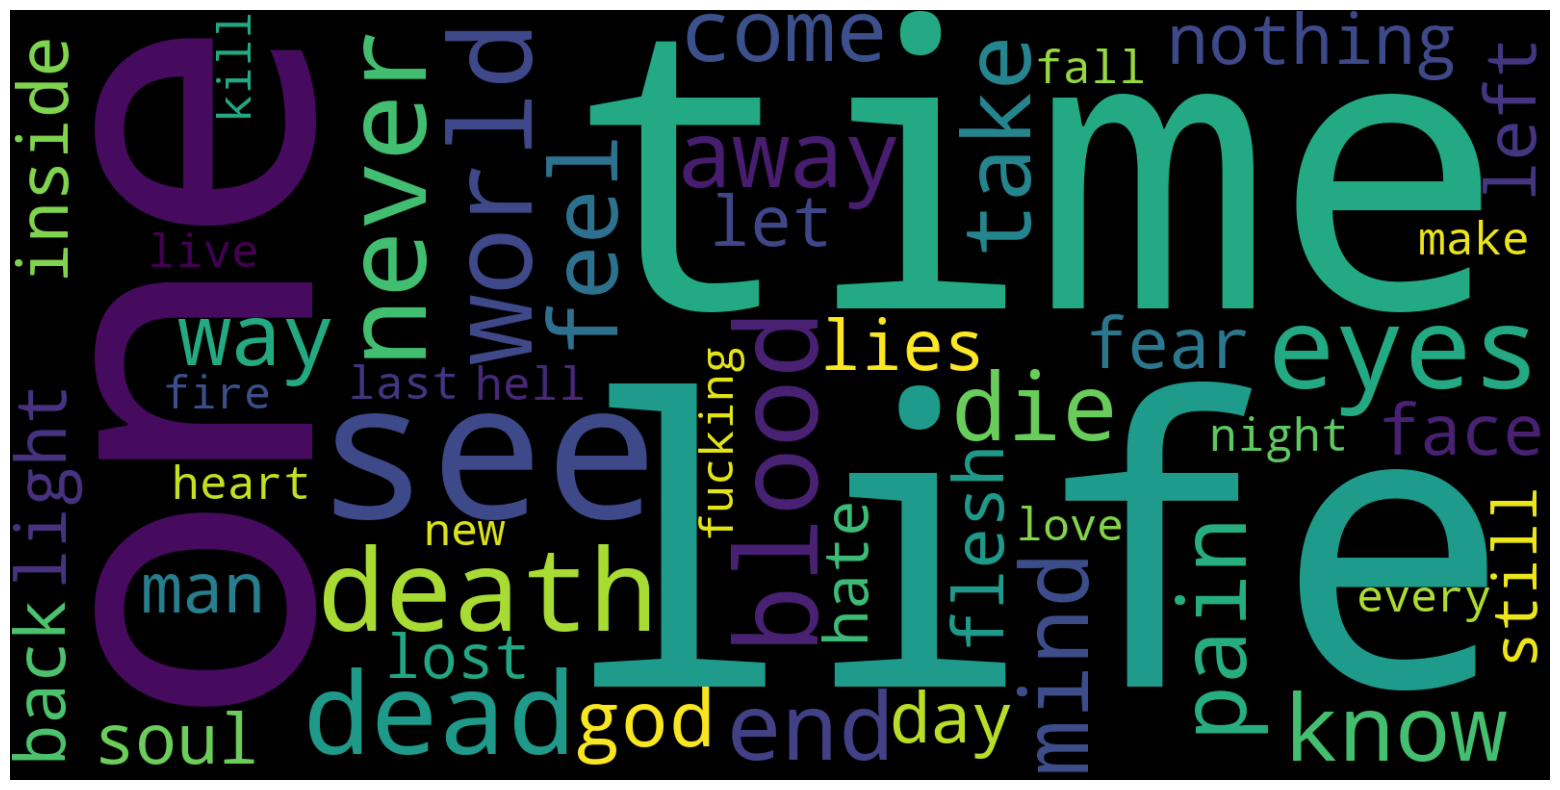 inside
kill
one
live
never
world
feel
come
time
away
let
take
fall
nothing
left
make
way
fire
last
hell
lies
fear
eyes
light
heart
see
fucking
blood
die
night
face
new
life
hate
flesh
love
pain
every
still
man
death
lost
mind
back
soul
dead
god
end
day
know